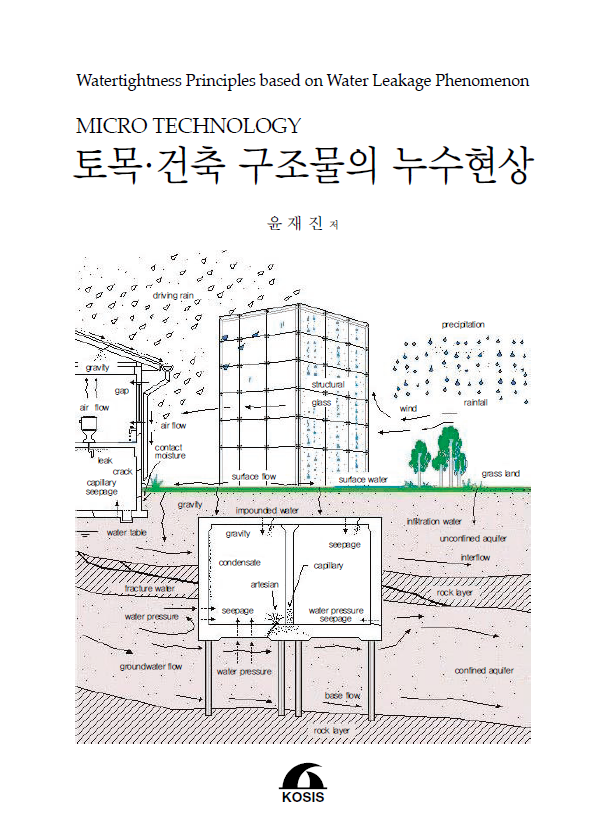 Watertightness Principles based on Water Leakage Phenomenon
MICRO TECHNOLOGY
토목·건축 구조물의 누수현상
윤 재 진 저
driving rain
precipitation
gravity
gap
air flow
air flow
structural
glass
wind
rainfall
contact
moisture
leak
crack
capillary
seepage
surface flow
surface water
grass land
gravity
impounded water
infiltration water
water table
gravity
seepage
unconfined aquifer
condensate
capillary
interflow
artesian
fracture water
rock layer
seepage
water pressure
seepage
water pressure
groundwater flow
water pressure
confined aquifer
base flow
rock layer
KOSIS